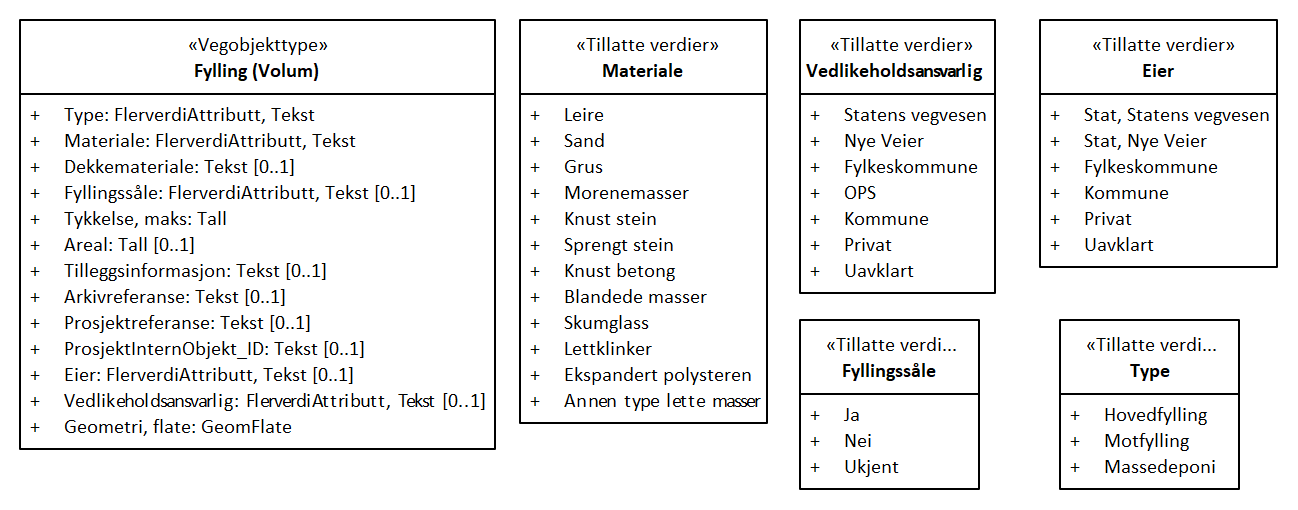 «Vegobjekttype»
Fylling (Volum)
+ Type: FlerverdiAttributt, Tekst
+ Materiale: FlerverdiAttributt, Tekst
+ Dekkemateriale: Tekst [0..1]
+ Fyllingssåle: FlerverdiAttributt, Tekst [0..1]
+ Tykkelse, maks: Tall
+ Areal: Tall [0..1]
+ Tilleggsinformasjon: Tekst [0..1]
+ Arkivreferanse: Tekst [0..1]
+ Prosjektreferanse: Tekst [0..1]
+ ProsjektInternObjekt_ID: Tekst [0..1]
+ Eier: FlerverdiAttributt, Tekst [0..1]
+ Vedlikeholdsansvarlig: FlerverdiAttributt, Tekst [0..1]
+ Geometri, flate: GeomFlate
«Tillatte verdier»
Materiale
+ Leire
+ Sand
+ Grus
+ Morenemasser
+ Knust stein
+ Sprengt stein
+ Knust betong
+ Blandede masser
+ Skumglass
+ Lettklinker
+ Ekspandert polysteren
+ Annen type lette masser
«Tillatte verdier»
Vedlikeholdsansvarlig
+ Statens vegvesen
+ Nye Veier
+ Fylkeskommune
+ OPS
+ Kommune
+ Privat
+ Uavklart
«Tillatte verdier»
Eier
+ Stat, Statens vegvesen
+ Stat, Nye Veier
+ Fylkeskommune
+ Kommune
+ Privat
+ Uavklart
«Tillatte verdi...
Fyllingssåle
+ Ja
+ Nei
+ Ukjent
«Tillatte verdi...
Type
+ Hovedfylling
+ Motfylling
+ Massedeponi